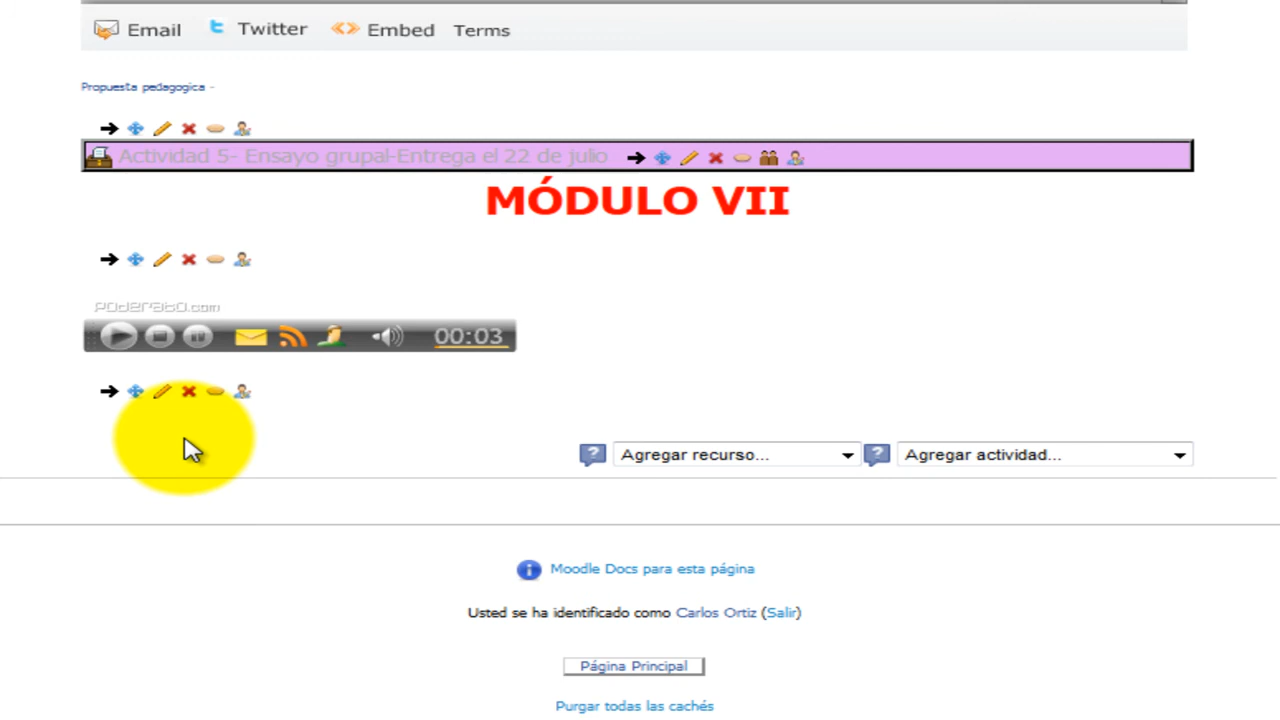 Email Twitter Embed Terms
Propuesta pedagogica -
Actividad 5- Ensayo grupal-Entrega el 22 de julio
MÓDULO VII
Poderato.com
00:03
Agregar recurso... Agregar actividad...
Moodle Docs para esta página
Usted se ha identificado como Carlos Ortiz (Salir)
Página Principal
Purgar todas las cachés